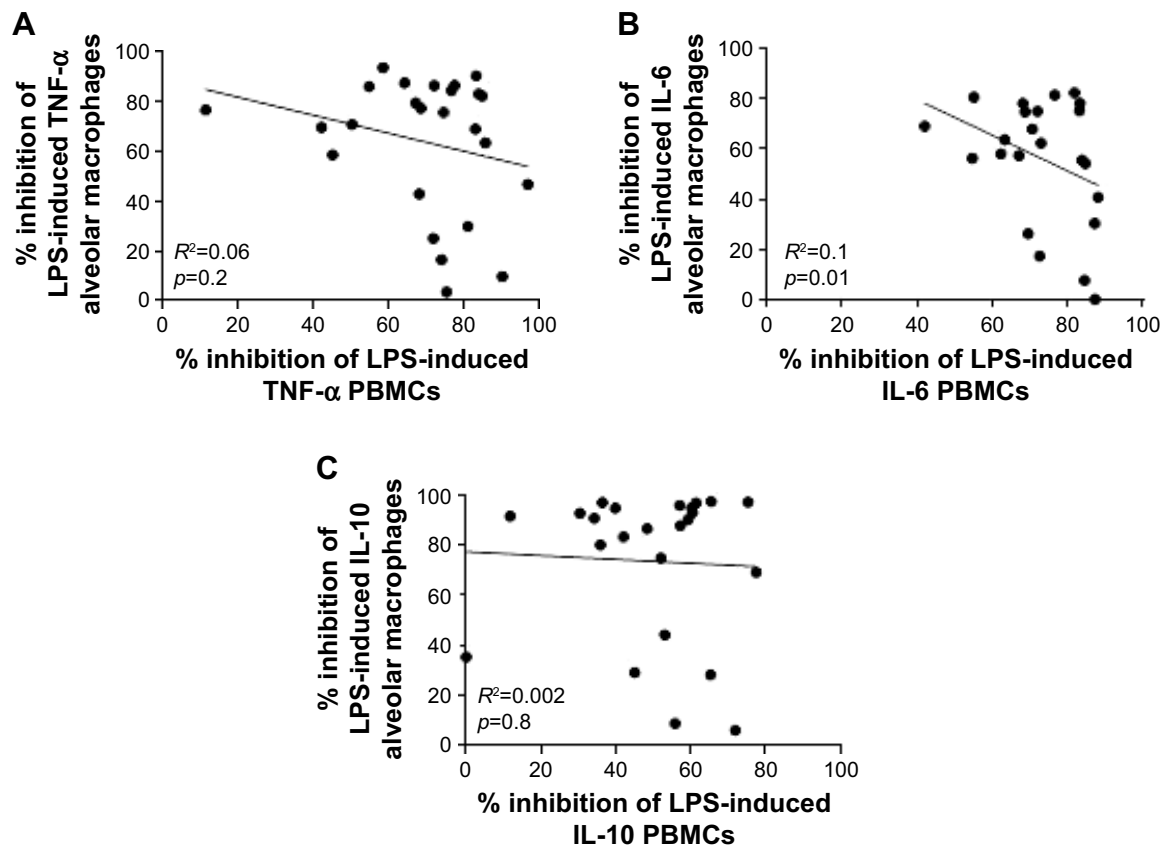 A
% inhibition of
LPS-induced TNF-α
alveolar macrophages
100
80
60
40
20
0
R²=0.06
p=0.2
0 20 40 60 80 100
% inhibition of LPS-induced
TNF-α PBMCs
B
% inhibition of
LPS-induced IL-6
alveolar macrophages
100
80
60
40
20
0
R²=0.1
p=0.01
0 20 40 60 80 100
% inhibition of LPS-induced
IL-6 PBMCs
C
% inhibition of
LPS-induced IL-10
alveolar macrophages
100
80
60
40
20
0
R²=0.002
p=0.8
0 20 40 60 80 100
% inhibition of LPS-induced
IL-10 PBMCs